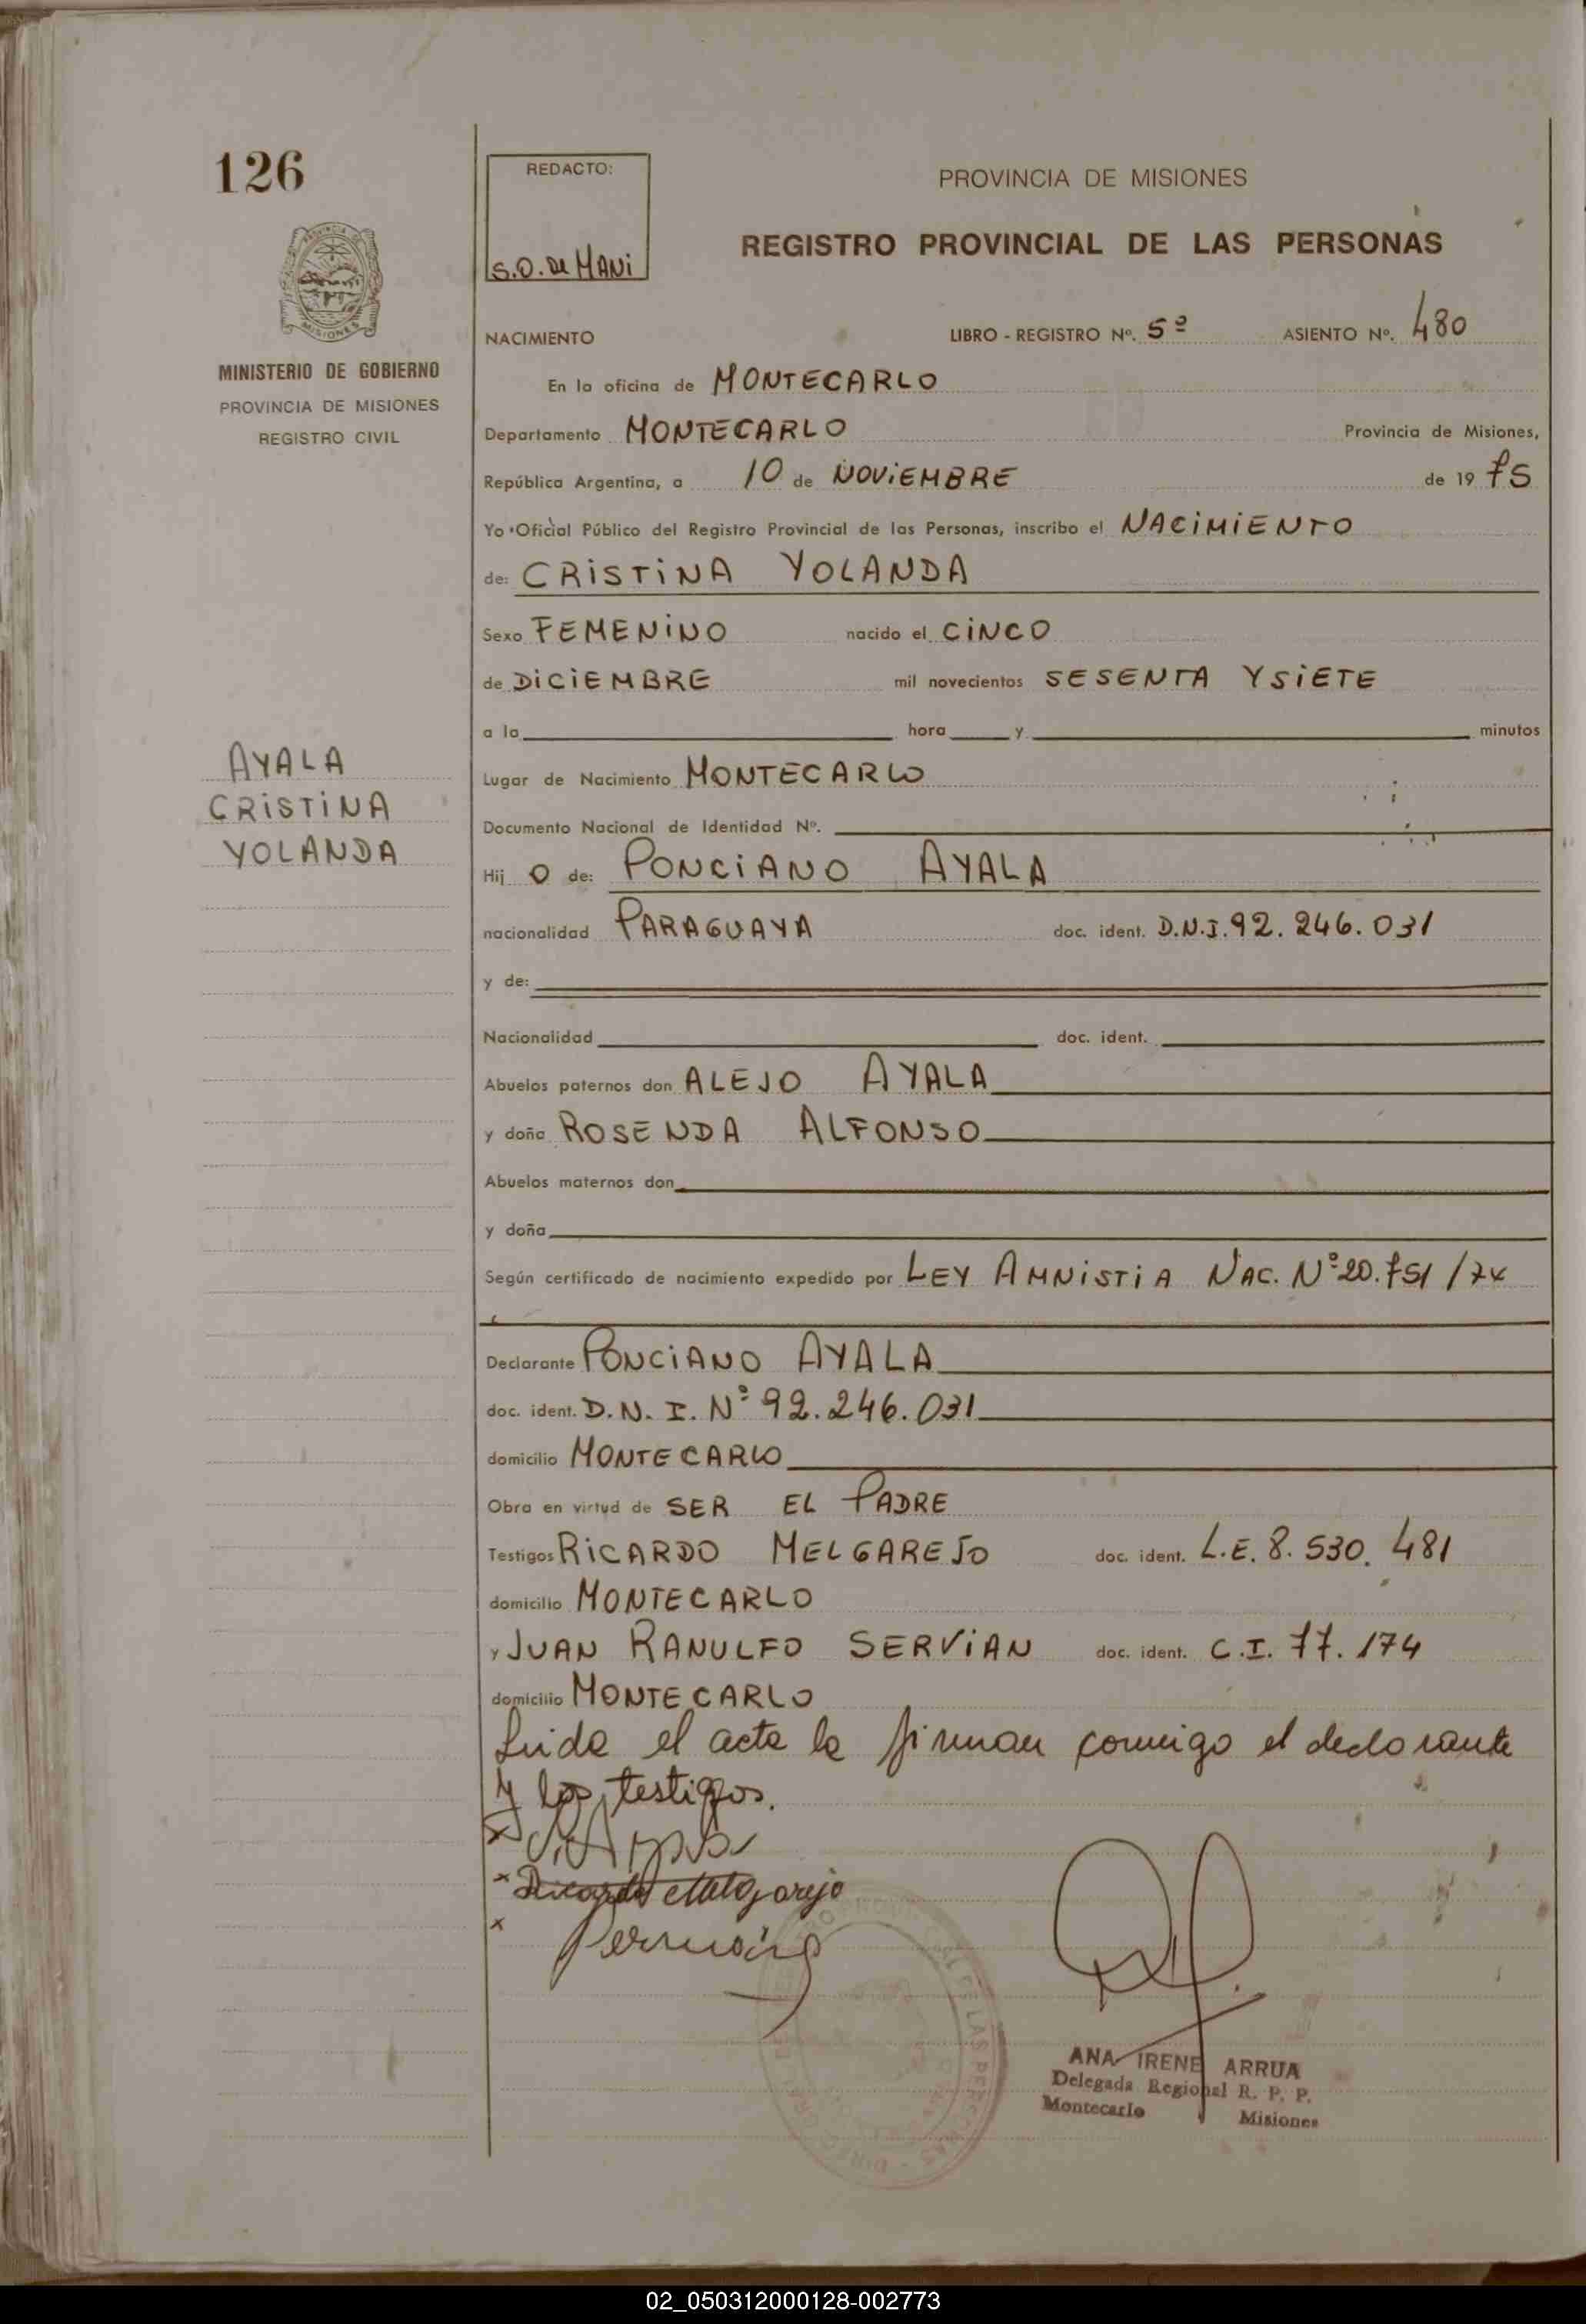 126
REDACTO:
S.O. de MANi
PROVINCIA DE MISIONES
REGISTRO PROVINCIAL DE LAS PERSONAS
MISIONES
MINISTERIO DE GOBIERNO
PROVINCIA DE MISIONES
REGISTRO CIVIL
NACIMIENTO LIBRO - REGISTRO Nº. 5º ASIENTO Nº. 480
En la oficina de MONTECARLO
Departamento MONTECARLO Provincia de Misiones,
República Argentina, a 10 de NOViEMBRE de 19 75
Yo Oficial Público del Registro Provincial de las Personas, inscribo el NACiMiENTO
de: CRiSTiNA YOLANDA
Sexo FEMENiNO nacido el CiNCO
de DiCiEMBRE mil novecientos SESENTA Y SiETE
a la hora y minutos
AYALA
CRiSTiNA
YOLANDA
Lugar de Nacimiento MONTECARLO
Documento Nacional de Identidad Nº.
Hij O de: PONCiANO AYALA
nacionalidad PARAGUAYA doc. ident. D.N.I. 92.246.031
y de:
Nacionalidad doc. ident.
Abuelos paternos don ALEJO AYALA
y doña ROSENDA ALFONSO
Abuelos maternos don
y doña
Según certificado de nacimiento expedido por LEY AMNiSTiA NAC. Nº 20.751/74
Declarante PONCiANO AYALA
doc. ident. D.N.I. Nº 92.246.031
domicilio MONTECARLO
Obra en virtud de SER EL PADRE
Testigos RiCARDO MELGAREJO doc. ident. L.E. 8.530.481
domicilio MONTECARLO
y JUAN RANULFO SERViAN doc. ident. C.I. 77.174
domicilio MONTECARLO
Leida el acta la firman conmigo el declarante
y los testigos.
Ricardo Melgarejo
ANA IRENE ARRUA
Delegada Regional R. P. P.
Montecarlo Misiones
02_050312000128-002773